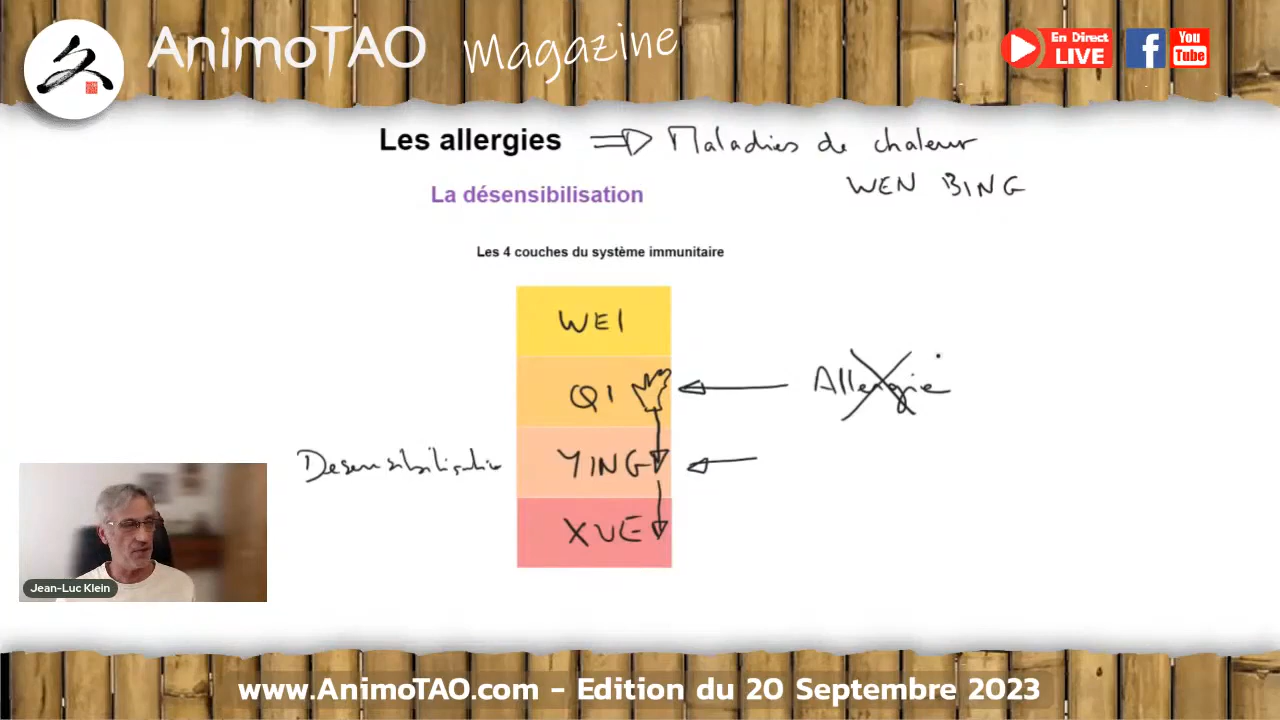 AnimoTAO Magazine
En Direct
LIVE
You
Tube
Les allergies ⇒ Maladies de chaleur
WEN BING
La désensibilisation
Les 4 couches du système immunitaire
WEI
QI
Allergie
Desensibilisation
YING
XUE
Jean-Luc Klein
www.AnimoTAO.com - Edition du 20 Septembre 2023